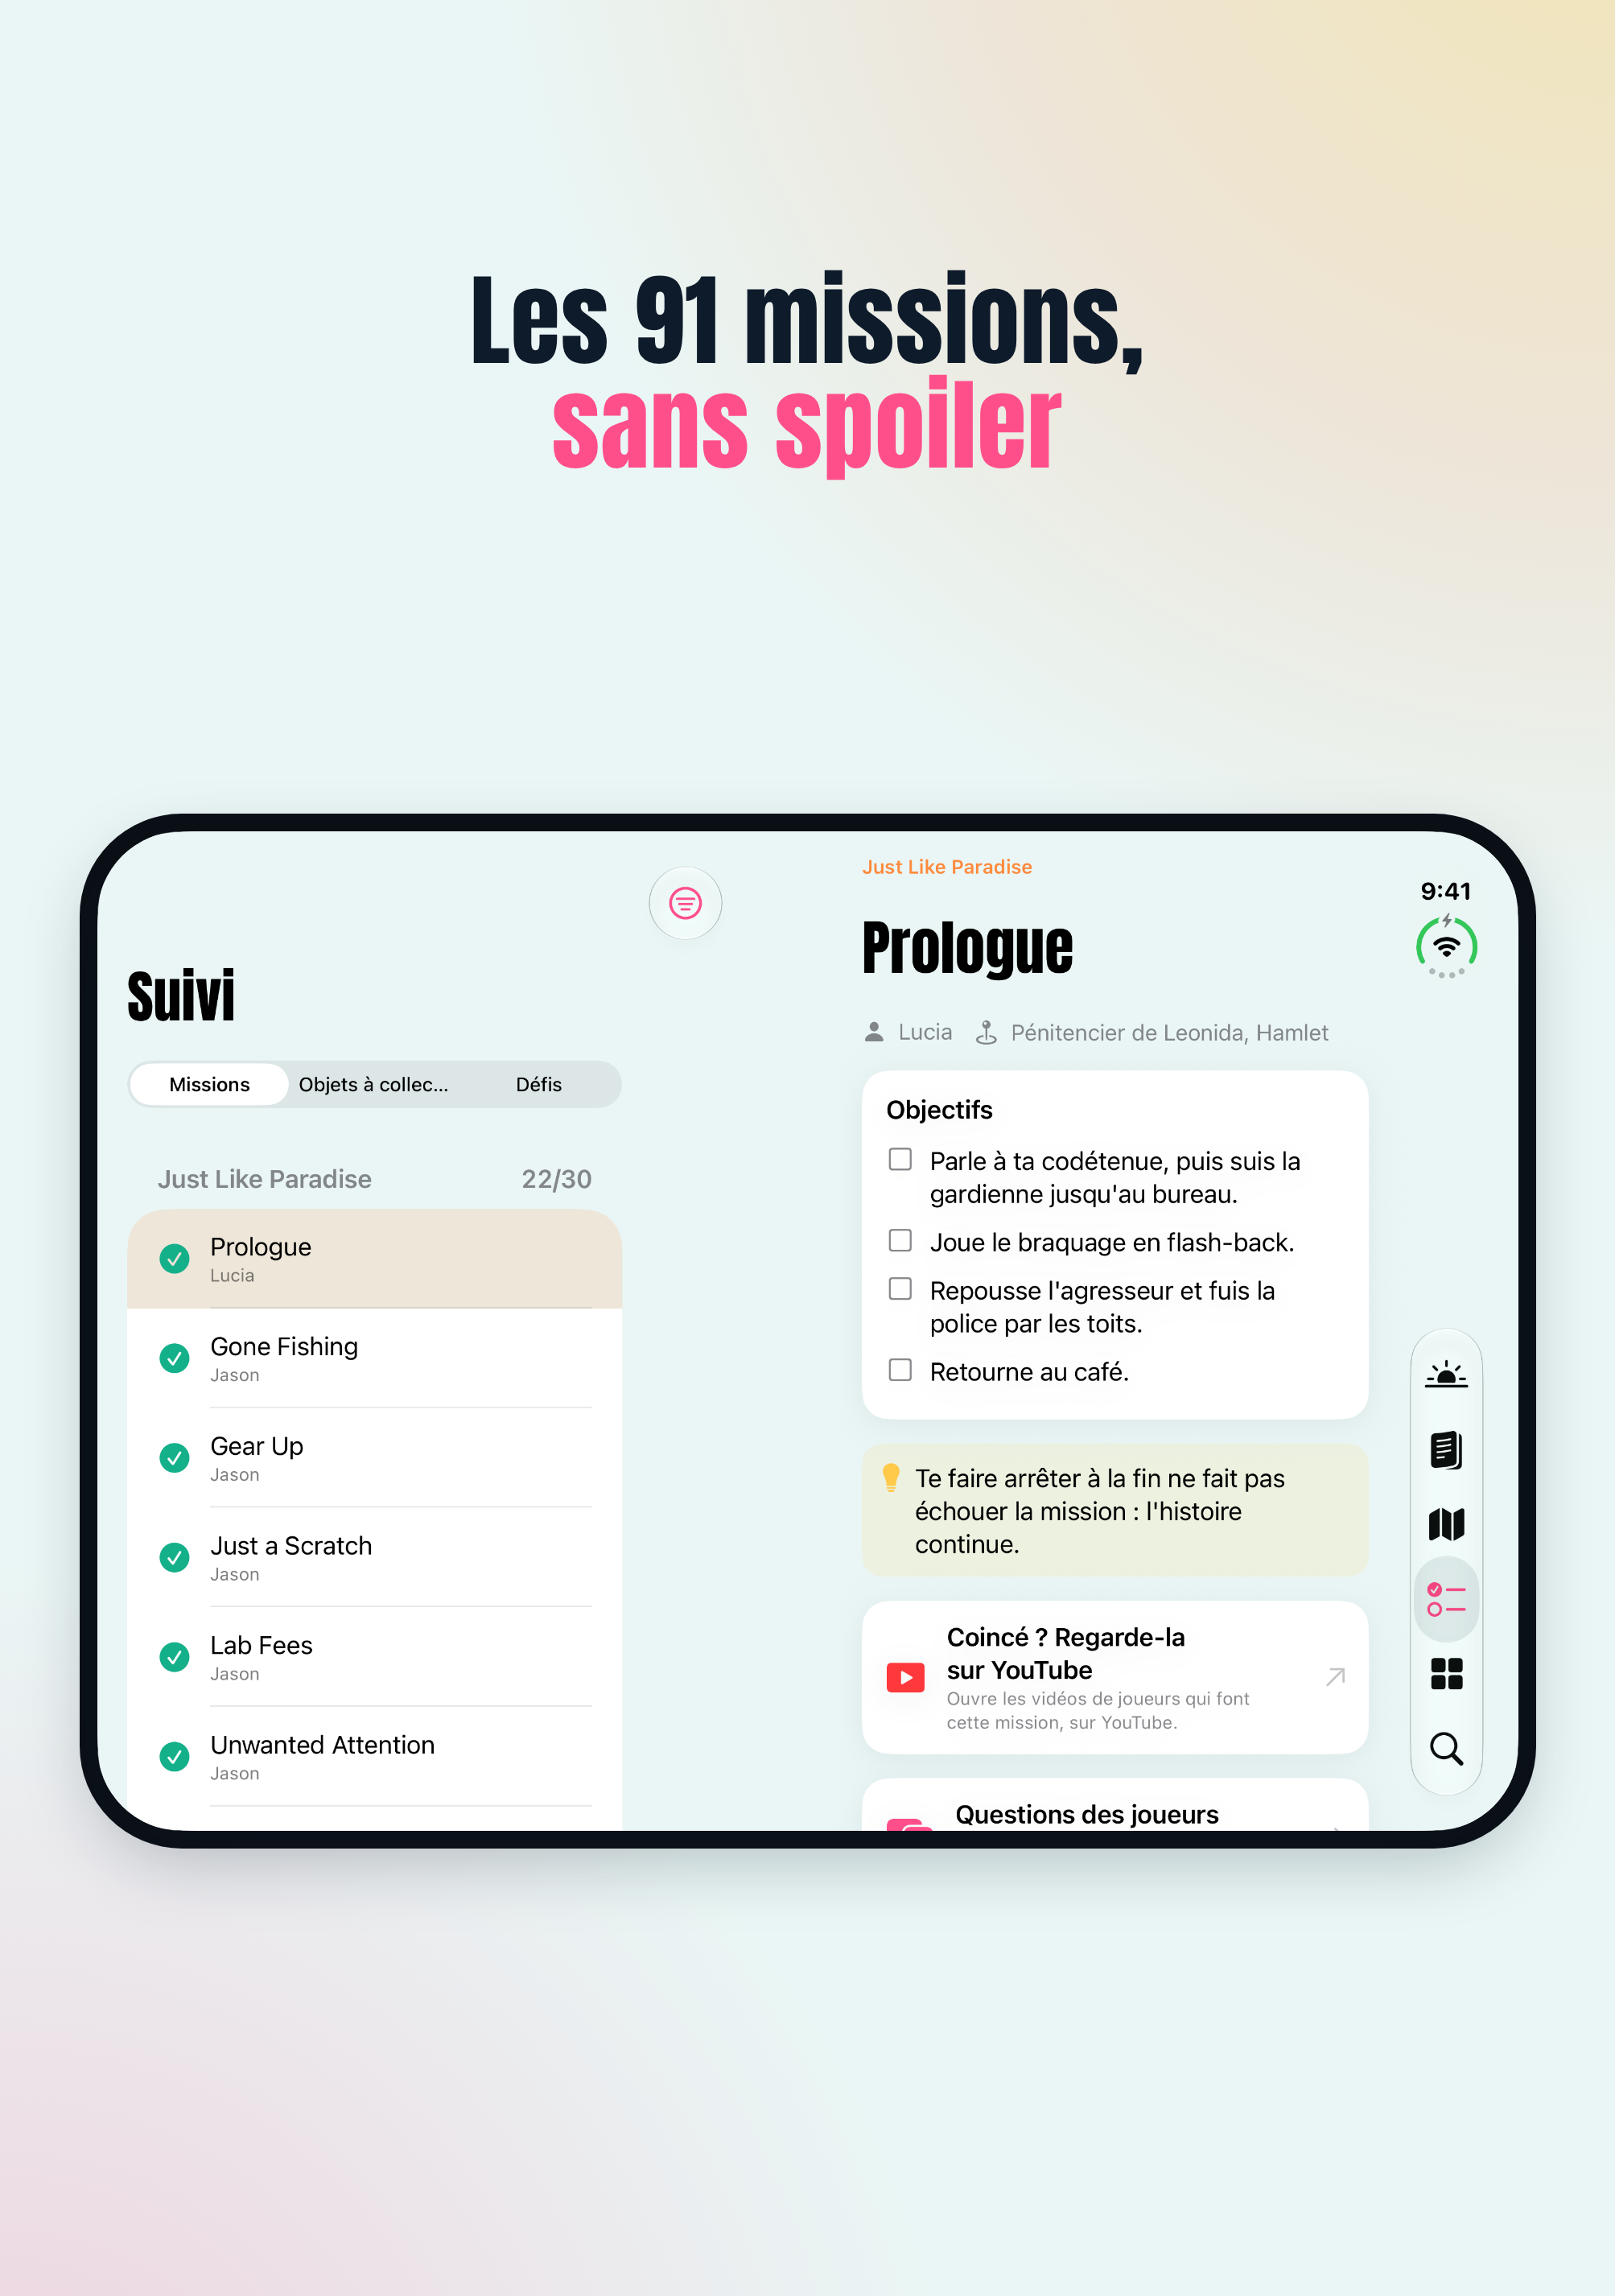 Les 91 missions,
sans spoiler
Suivi
Missions
Objets à collec...
Défis
Just Like Paradise
22/30
Prologue
Lucia
Gone Fishing
Jason
Gear Up
Jason
Just a Scratch
Jason
Lab Fees
Jason
Unwanted Attention
Jason
Just Like Paradise
Prologue
Lucia
Pénitencier de Leonida, Hamlet
Objectifs
Parle à ta codétenue, puis suis la
gardienne jusqu'au bureau.
Joue le braquage en flash-back.
Repousse l'agresseur et fuis la
police par les toits.
Retourne au café.
Te faire arrêter à la fin ne fait pas
échouer la mission : l'histoire
continue.
Coincé ? Regarde-la
sur YouTube
Ouvre les vidéos de joueurs qui font
cette mission, sur YouTube.
Questions des joueurs
9:41